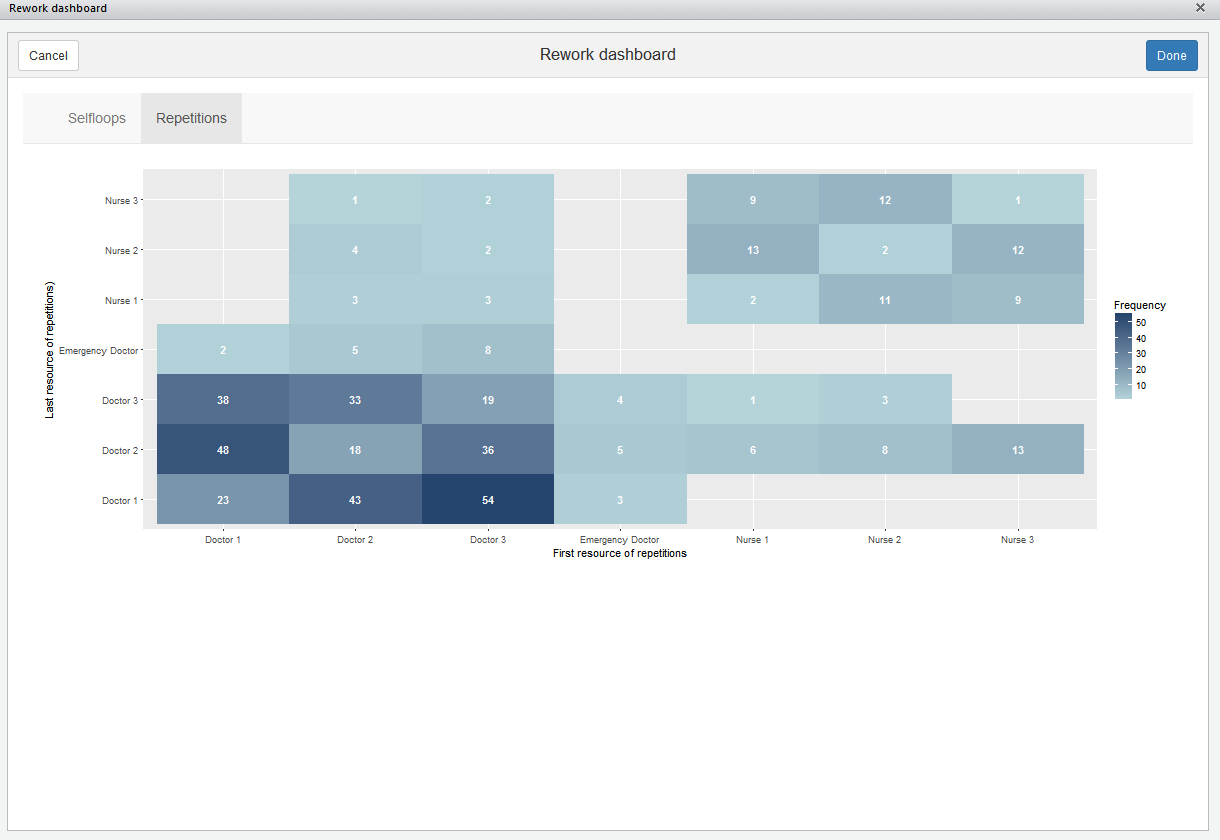 Rework dashboard
Cancel
Rework dashboard
Done
Selfloops
Repetitions
Last resource of repetitions)
Nurse 3
1
2
9
12
1
Nurse 2
4
2
13
2
12
Nurse 1
3
3
2
11
9
Emergency Doctor
2
5
8
Doctor 3
38
33
19
4
1
3
Doctor 2
48
18
36
5
6
8
13
Doctor 1
23
43
54
3
Doctor 1
Doctor 2
Doctor 3
Emergency Doctor
Nurse 1
Nurse 2
Nurse 3
First resource of repetitions
Frequency
50
40
30
20
10